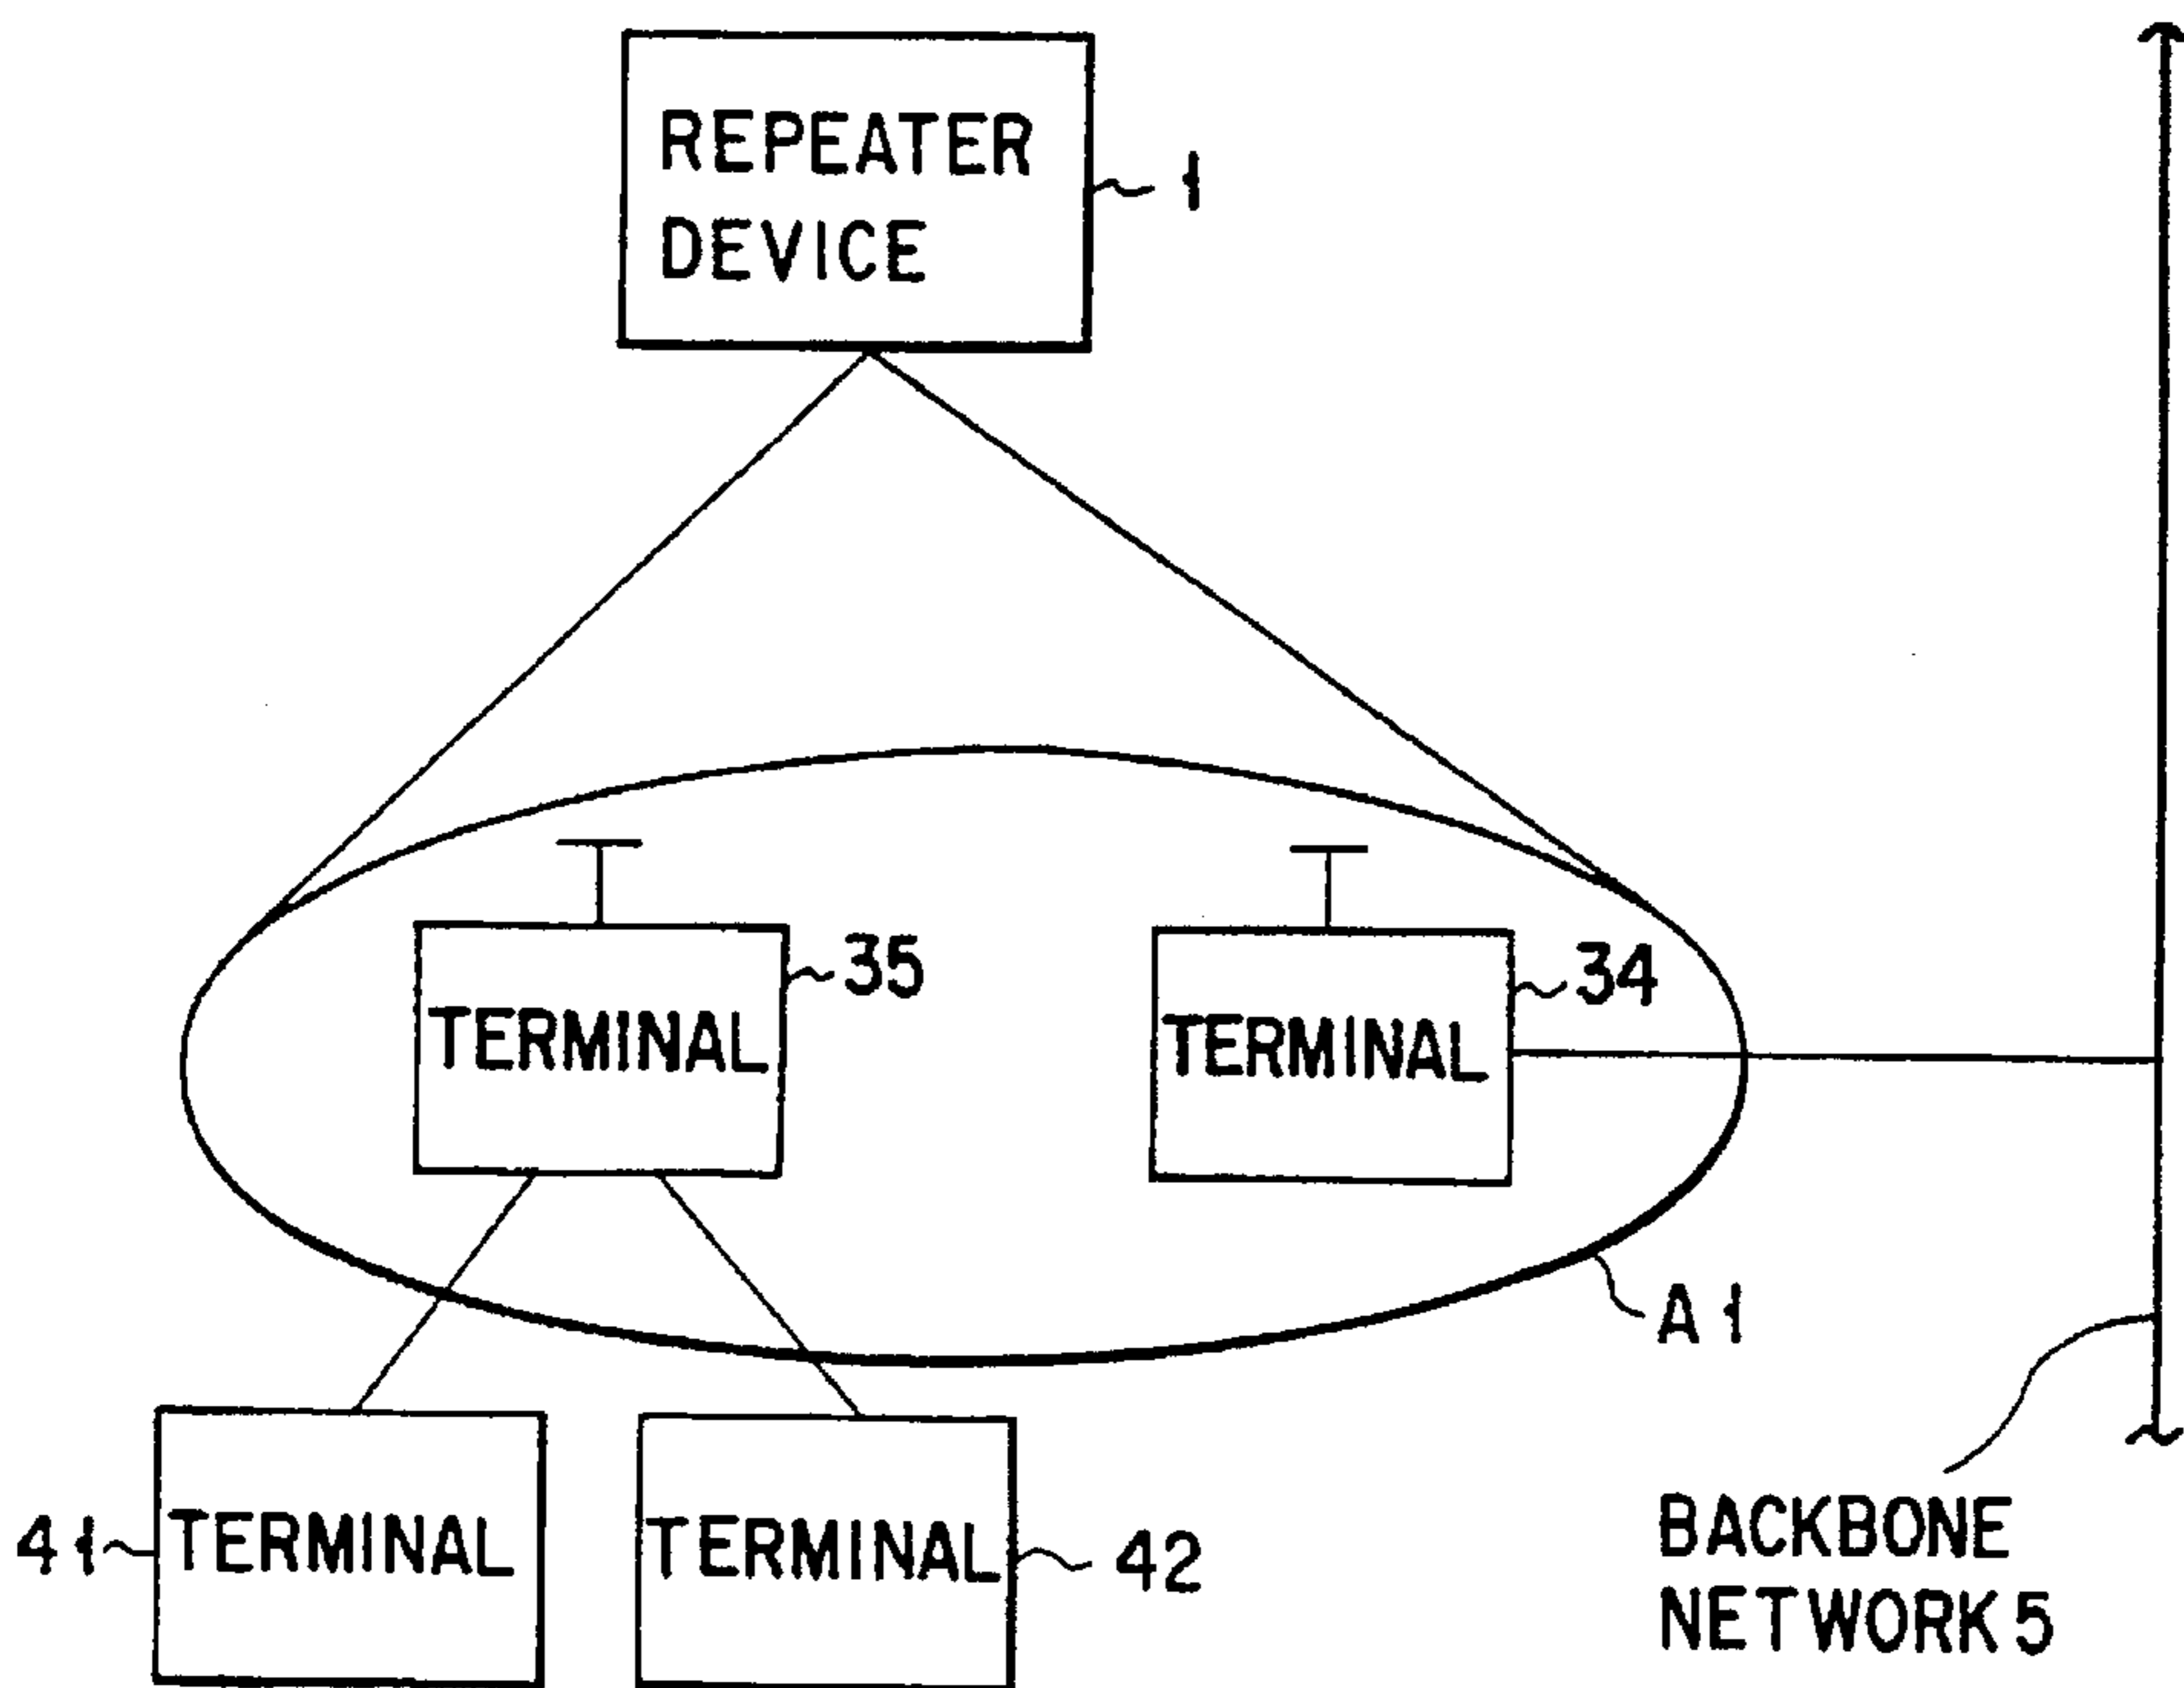 REPEATER
DEVICE
1
35
34
TERMINAL
TERMINAL
A1
41
TERMINAL
TERMINAL
42
BACKBONE
NETWORK 5